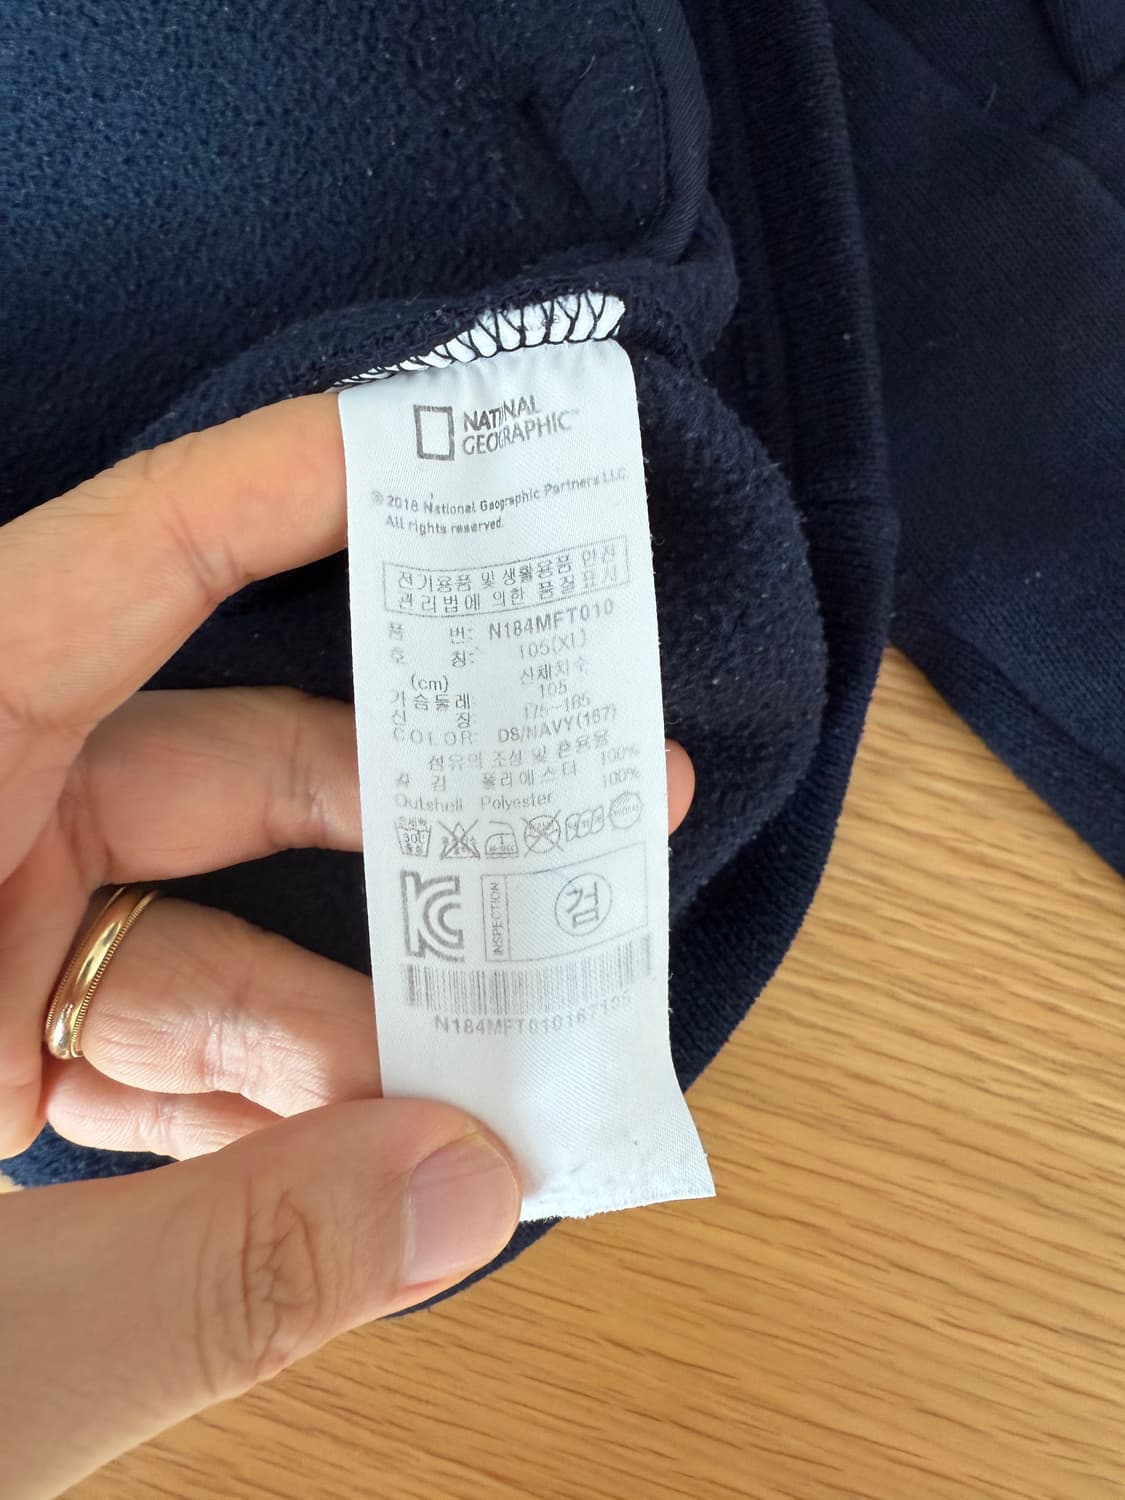 NATIONAL
GEOGRAPHIC™
© 2018 National Geographic Partners LLC.
All rights reserved.
전기용품 및 생활용품 안전
관리법에 의한 품질표시
품 번: N184MFT010
호 칭: 105(XL)
(cm) 신체치수
가슴둘레: 105
신 장: 175~185
COLOR: DS/NAVY(167)
섬유의 조성 및 혼용율
겉 감 폴리에스터 100%
Outshell Polyester 100%
30℃
KC
INSPECTION
검
N184MFT010167195